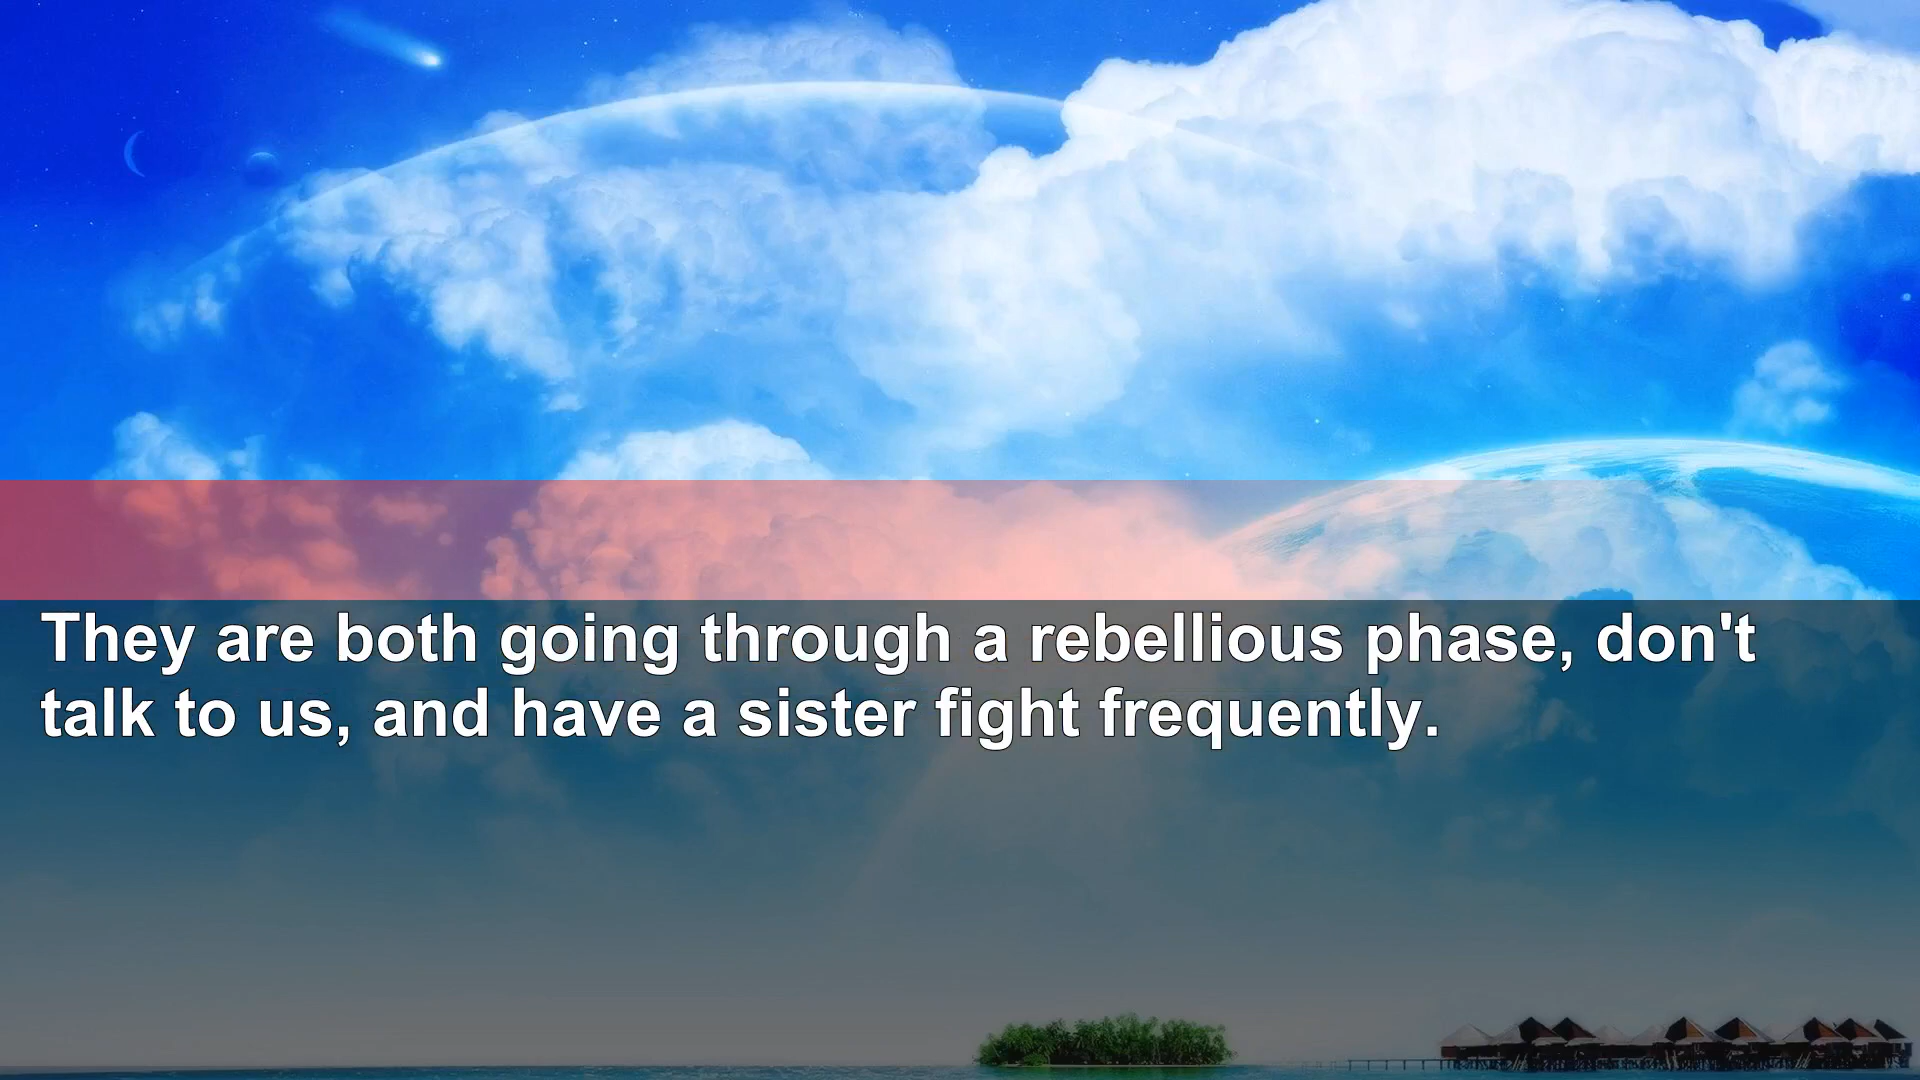 They are both going through a rebellious phase, don't
talk to us, and have a sister fight frequently.